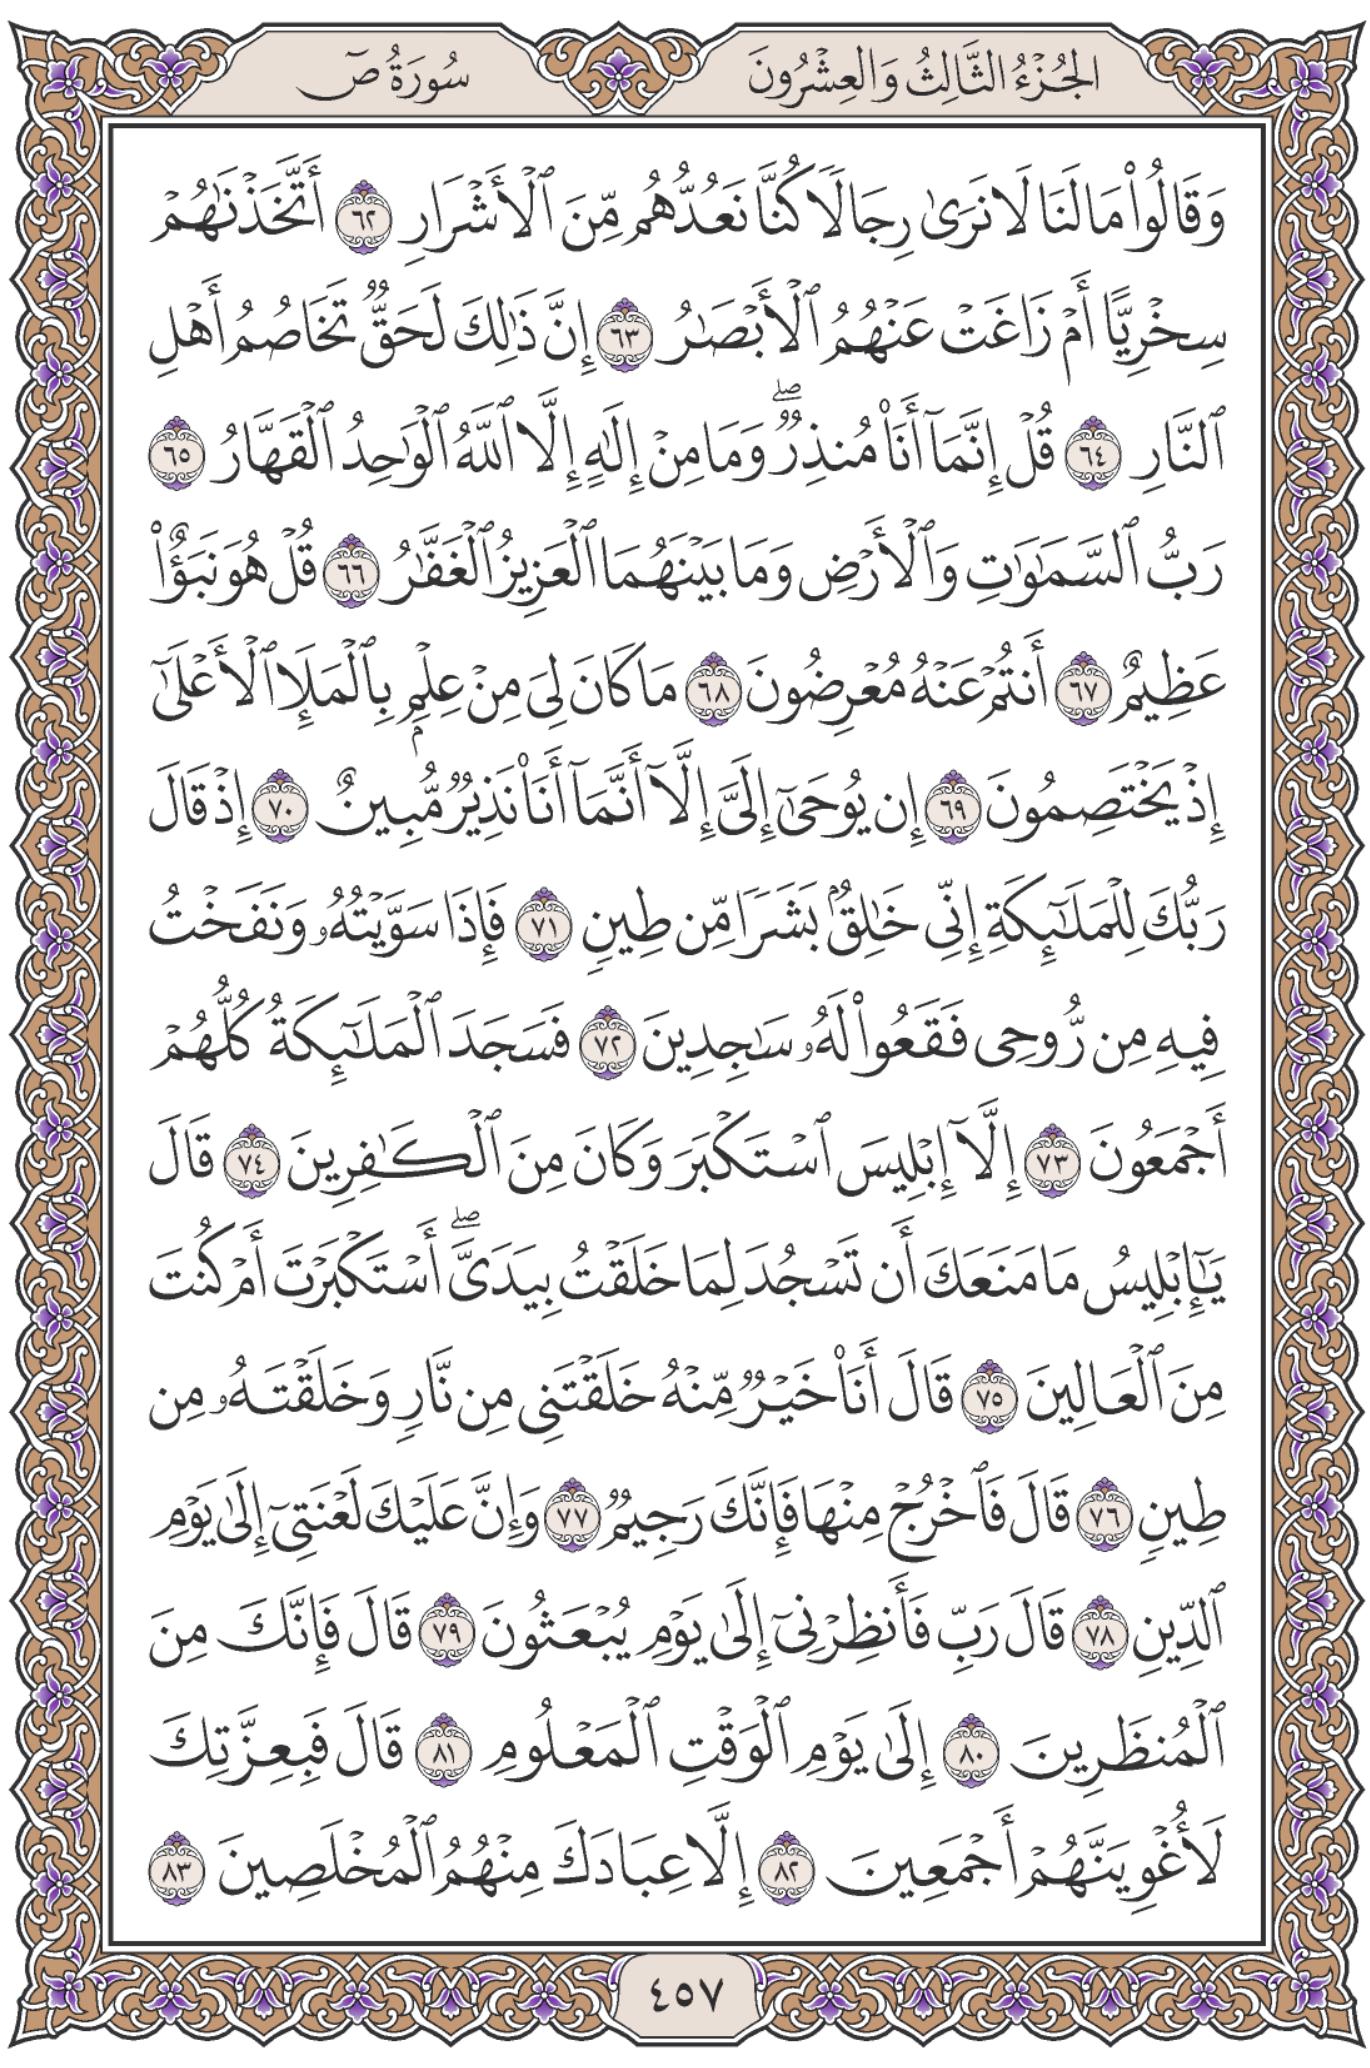 الجُزْءُ الثَّالِثُ وَالعِشْرُونَ
سُورَةُ صٓ
وَقَالُواْ مَا لَنَا لَا نَرَىٰ رِجَالٗا كُنَّا نَعُدُّهُم مِّنَ ٱلۡأَشۡرَارِ ٦٢ أَتَّخَذۡنَٰهُمۡ
سِخۡرِيًّا أَمۡ زَاغَتۡ عَنۡهُمُ ٱلۡأَبۡصَٰرُ ٦٣ إِنَّ ذَٰلِكَ لَحَقّٞ تَخَاصُمُ أَهۡلِ
ٱلنَّارِ ٦٤ قُلۡ إِنَّمَآ أَنَا۠ مُنذِرٞۖ وَمَا مِنۡ إِلَٰهٍ إِلَّا ٱللَّهُ ٱلۡوَٰحِدُ ٱلۡقَهَّارُ ٦٥
رَبُّ ٱلسَّمَٰوَٰتِ وَٱلۡأَرۡضِ وَمَا بَيۡنَهُمَا ٱلۡعَزِيزُ ٱلۡغَفَّٰرُ ٦٦ قُلۡ هُوَ نَبَؤٌاْ
عَظِيمٌ ٦٧ أَنتُمۡ عَنۡهُ مُعۡرِضُونَ ٦٨ مَا كَانَ لِيَ مِنۡ عِلۡمِۭ بِٱلۡمَلَإِ ٱلۡأَعۡلَىٰٓ
إِذۡ يَخۡتَصِمُونَ ٦٩ إِن يُوحَىٰٓ إِلَيَّ إِلَّآ أَنَّمَآ أَنَا۠ نَذِيرٞ مُّبِينٌ ٧٠ إِذۡ قَالَ
رَبُّكَ لِلۡمَلَٰٓئِكَةِ إِنِّي خَٰلِقُۢ بَشَرٗا مِّن طِينٖ ٧١ فَإِذَا سَوَّيۡتُهُۥ وَنَفَخۡتُ
فِيهِ مِن رُّوحِي فَقَعُواْ لَهُۥ سَٰجِدِينَ ٧٢ فَسَجَدَ ٱلۡمَلَٰٓئِكَةُ كُلُّهُمۡ
أَجۡمَعُونَ ٧٣ إِلَّآ إِبۡلِيسَ ٱسۡتَكۡبَرَ وَكَانَ مِنَ ٱلۡكَٰفِرِينَ ٧٤ قَالَ
يَٰٓإِبۡلِيسُ مَا مَنَعَكَ أَن تَسۡجُدَ لِمَا خَلَقۡتُ بِيَدَيَّۖ أَسۡتَكۡبَرۡتَ أَمۡ كُنتَ
مِنَ ٱلۡعَالِينَ ٧٥ قَالَ أَنَا۠ خَيۡرٞ مِّنۡهُ خَلَقۡتَنِي مِن نَّارٖ وَخَلَقۡتَهُۥ مِن
طِينٖ ٧٦ قَالَ فَٱخۡرُجۡ مِنۡهَا فَإِنَّكَ رَجِيمٞ ٧٧ وَإِنَّ عَلَيۡكَ لَعۡنَتِيٓ إِلَىٰ يَوۡمِ
ٱلدِّينِ ٧٨ قَالَ رَبِّ فَأَنظِرۡنِيٓ إِلَىٰ يَوۡمِ يُبۡعَثُونَ ٧٩ قَالَ فَإِنَّكَ مِنَ
ٱلۡمُنظَرِينَ ٨٠ إِلَىٰ يَوۡمِ ٱلۡوَقۡتِ ٱلۡمَعۡلُومِ ٨١ قَالَ فَبِعِزَّتِكَ
لَأُغۡوِيَنَّهُمۡ أَجۡمَعِينَ ٨٢ إِلَّا عِبَادَكَ مِنۡهُمُ ٱلۡمُخۡلَصِينَ ٨٣
٤٥٧